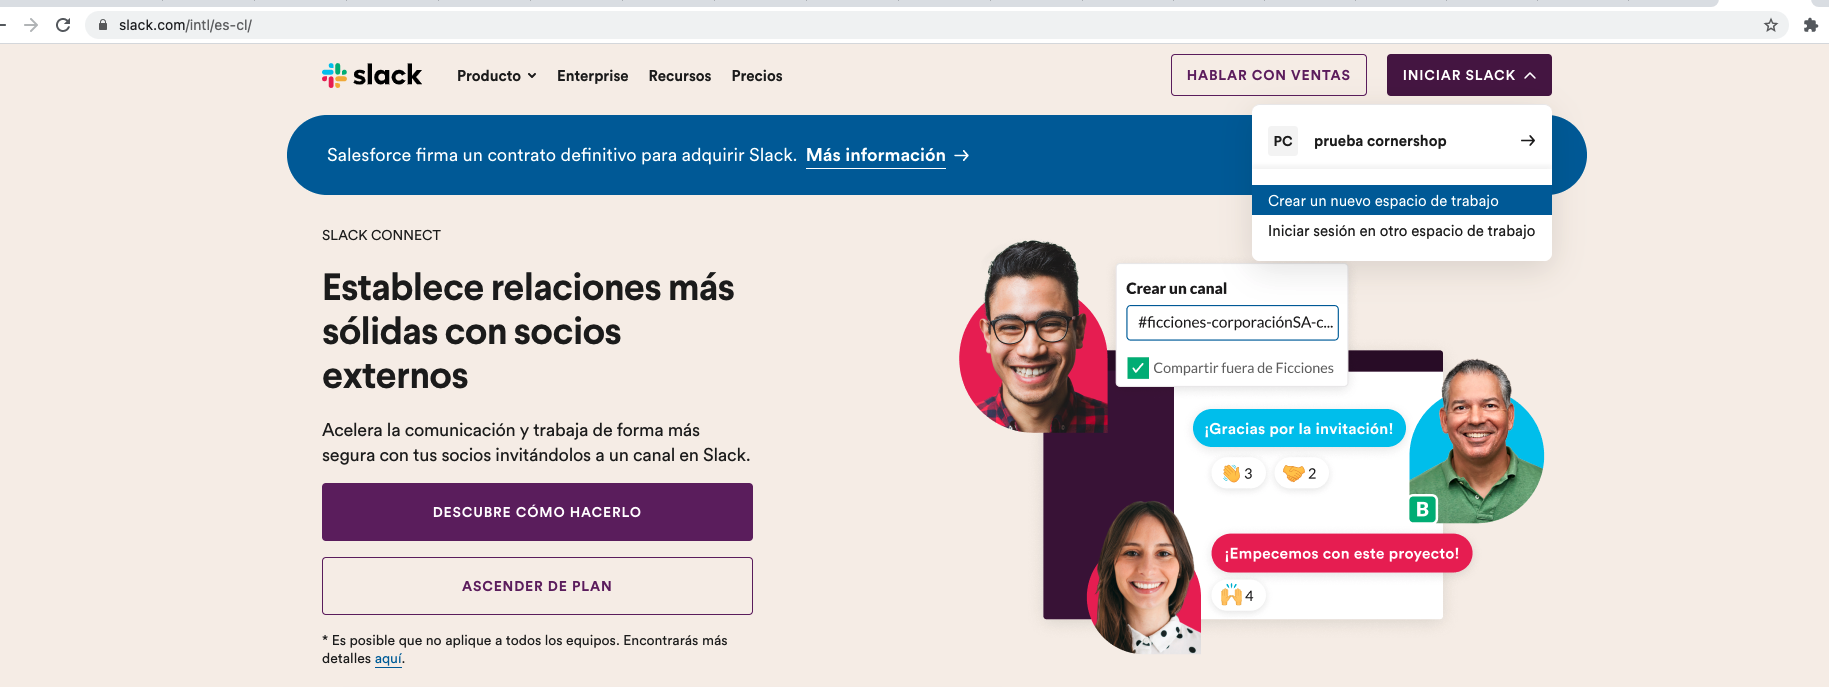 slack.com/intl/es-cl/
slack
Producto
Enterprise
Recursos
Precios
HABLAR CON VENTAS
INICIAR SLACK
PC prueba cornershop
Crear un nuevo espacio de trabajo
Iniciar sesión en otro espacio de trabajo
Salesforce firma un contrato definitivo para adquirir Slack. Más información →
SLACK CONNECT
Establece relaciones más
sólidas con socios
externos
Acelera la comunicación y trabaja de forma más
segura con tus socios invitándolos a un canal en Slack.
DESCUBRE CÓMO HACERLO
ASCENDER DE PLAN
* Es posible que no aplique a todos los equipos. Encontrarás más
detalles aquí.
Crear un canal
#ficciones-corporaciónSA-c...
Compartir fuera de Ficciones
¡Gracias por la invitación!
👏 3
🤝 2
B
¡Empecemos con este proyecto!
🙌 4